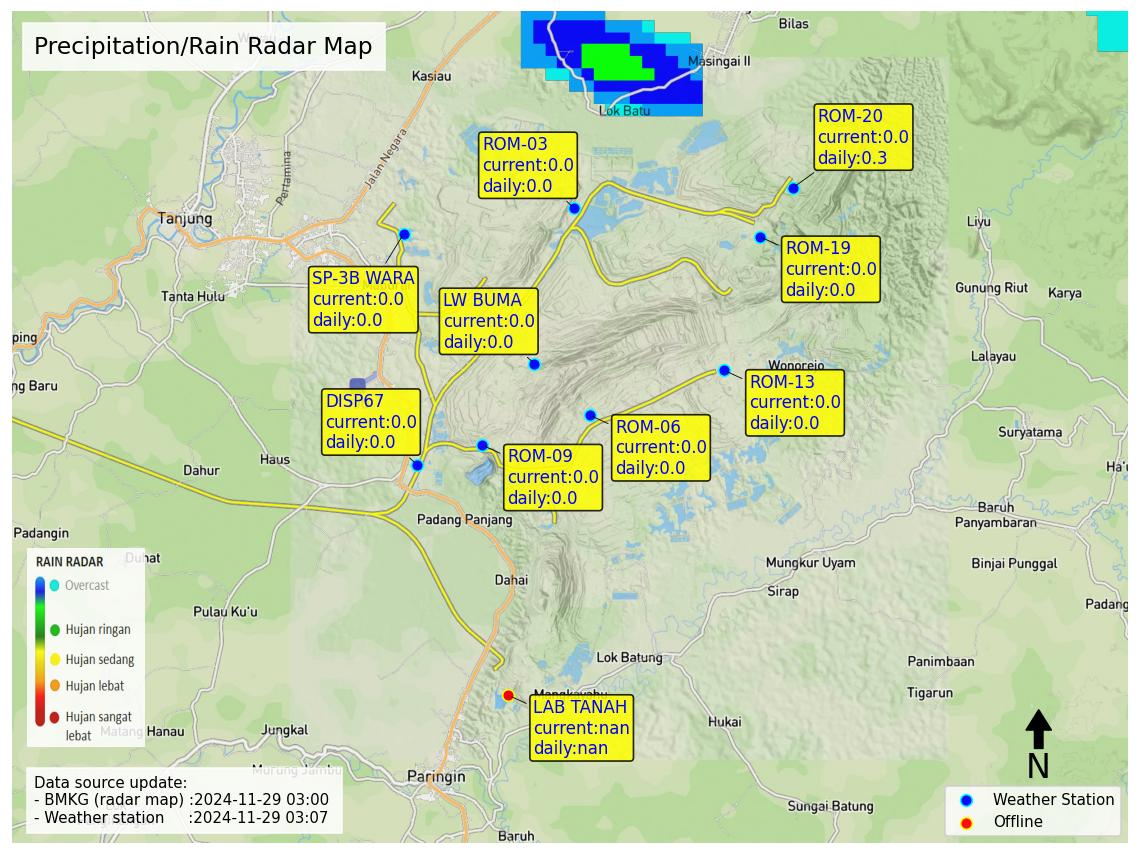 Precipitation/Rain Radar Map
Bilas
Masingai II
Kasiau
Lok Batu
Jalan Negara
Pertamina
Tanjung
Tanta Hulu
ROM-03
current:0.0
daily:0.0
ROM-20
current:0.0
daily:0.3
ROM-19
current:0.0
daily:0.0
SP-3B WARA
current:0.0
daily:0.0
LW BUMA
current:0.0
daily:0.0
Liyu
Gunung Riut
Karya
Lalayau
ping
ng Baru
Wonorejo
ROM-13
current:0.0
daily:0.0
DISP67
current:0.0
daily:0.0
ROM-06
current:0.0
daily:0.0
ROM-09
current:0.0
daily:0.0
Suryatama
Ha'u
Haus
Dahur
Padang Panjang
Baruh
Panyambaran
Padangin
Duhat
Dahai
Mungkur Uyam
Binjai Punggal
Sirap
Padang
Pulau Ku'u
RAIN RADAR
Overcast
Hujan ringan
Hujan sedang
Hujan lebat
Hujan sangat
lebat
Lok Batung
Panimbaan
Tigarun
Mangkayahu
LAB TANAH
current:nan
daily:nan
Hukai
Matang Hanau
Jungkal
Murung Jambu
Paringin
Sungai Batung
Baruh
Data source update:
- BMKG (radar map) :2024-11-29 03:00
- Weather station :2024-11-29 03:07
N
Weather Station
Offline